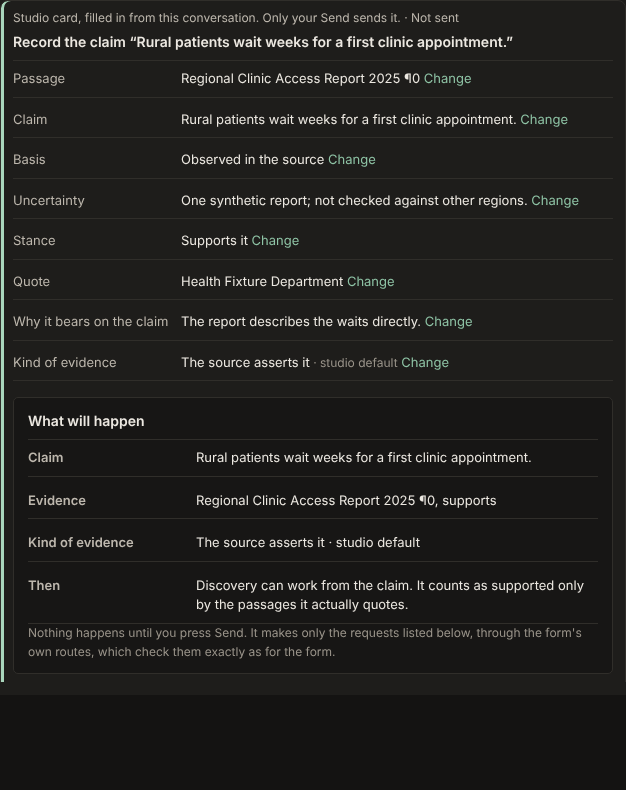 Studio card, filled in from this conversation. Only your Send sends it. · Not sent
Record the claim “Rural patients wait weeks for a first clinic appointment.”
Passage Regional Clinic Access Report 2025 ¶0 Change
Claim Rural patients wait weeks for a first clinic appointment. Change
Basis Observed in the source Change
Uncertainty One synthetic report; not checked against other regions. Change
Stance Supports it Change
Quote Health Fixture Department Change
Why it bears on the claim The report describes the waits directly. Change
Kind of evidence The source asserts it · studio default Change
What will happen
Claim Rural patients wait weeks for a first clinic appointment.
Evidence Regional Clinic Access Report 2025 ¶0, supports
Kind of evidence The source asserts it · studio default
Then Discovery can work from the claim. It counts as supported only
by the passages it actually quotes.
Nothing happens until you press Send. It makes only the requests listed below, through the form's
own routes, which check them exactly as for the form.